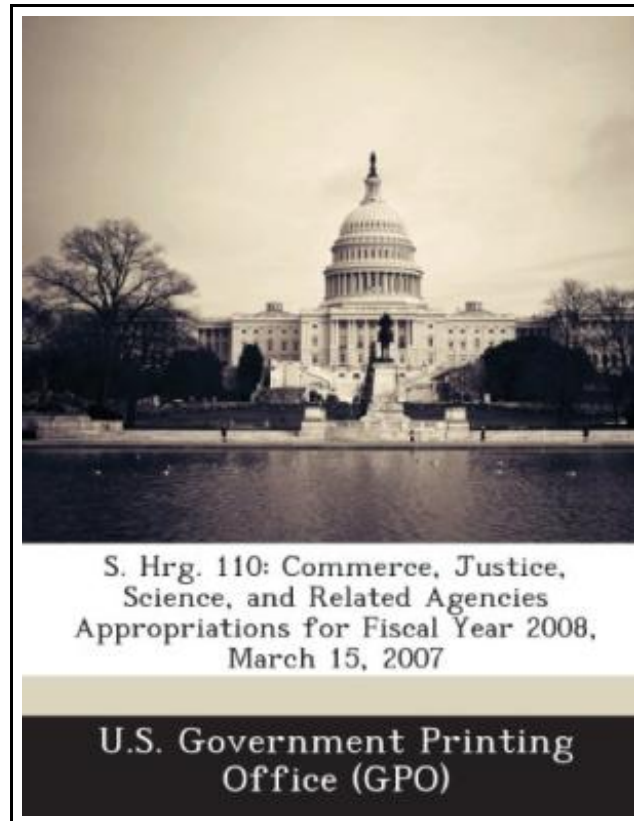 S. Hrg. 110: Commerce, Justice,
Science, and Related Agencies
Appropriations for Fiscal Year 2008,
March 15, 2007
U.S. Government Printing
Office (GPO)